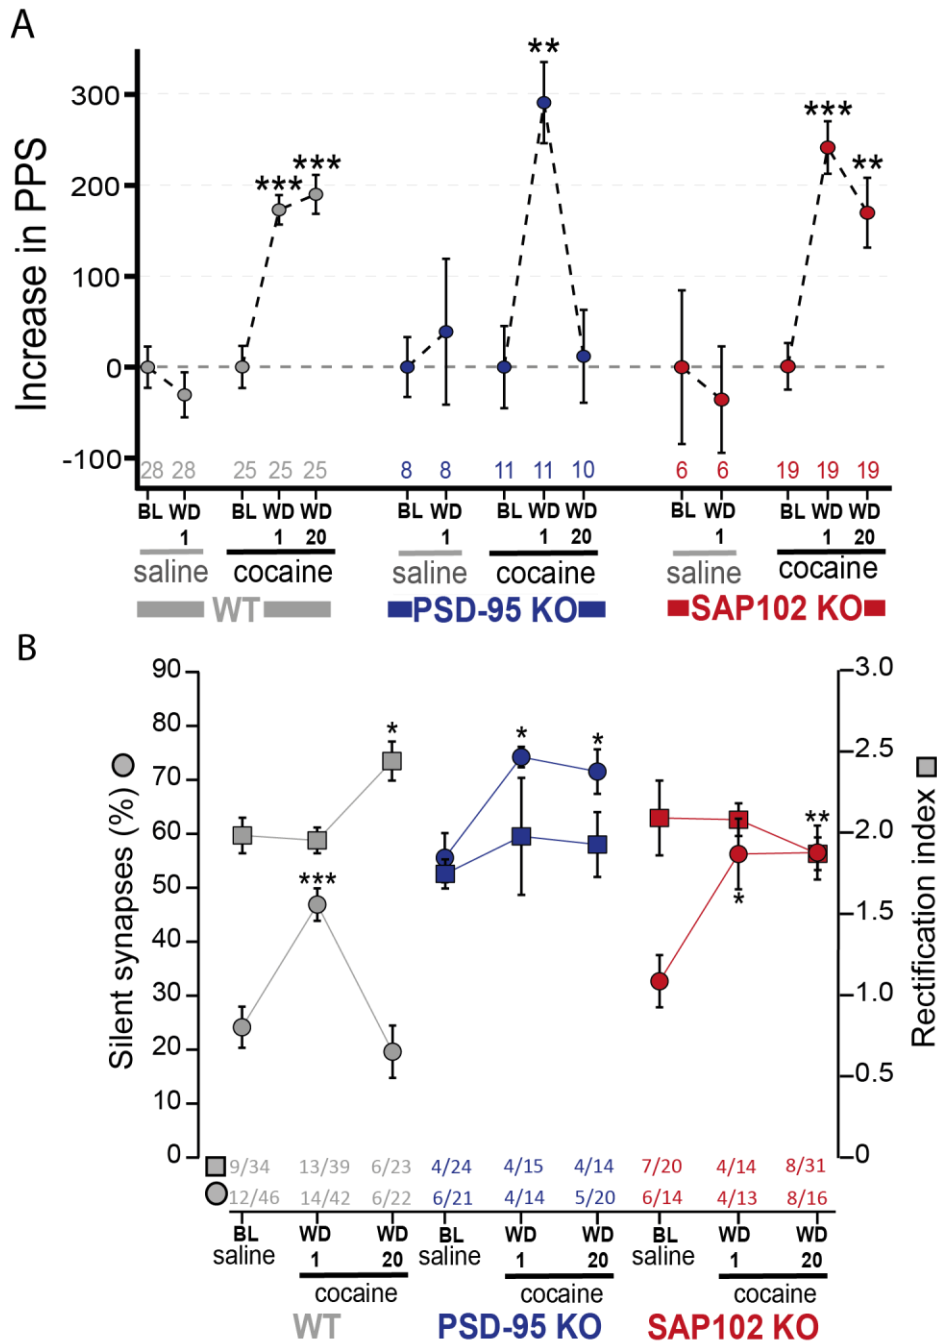 A
Increase in PPS
300
200
100
0
-100
** 
*** *** *** **
28 28 25 25 25 8 8 11 11 10 6 6 19 19 19
BL WD BL WD WD BL WD BL WD WD BL WD BL WD WD
1 1 20 1 1 20 1 1 20
saline cocaine saline cocaine saline cocaine
WT PSD-95 KO SAP102 KO
B
Silent synapses (%)
90
80
70
60
50
40
30
20
10
0
Rectification index
3.0
2.5
2.0
1.5
1.0
0.5
0
* * *
**
***
*
9/34 13/39 6/23 4/24 4/15 4/14 7/20 4/14 8/31
12/46 14/42 6/22 6/21 4/14 5/20 6/14 4/13 8/16
BL WD WD BL WD WD BL WD WD
saline 1 20 saline 1 20 saline 1 20
cocaine cocaine cocaine
WT PSD-95 KO SAP102 KO